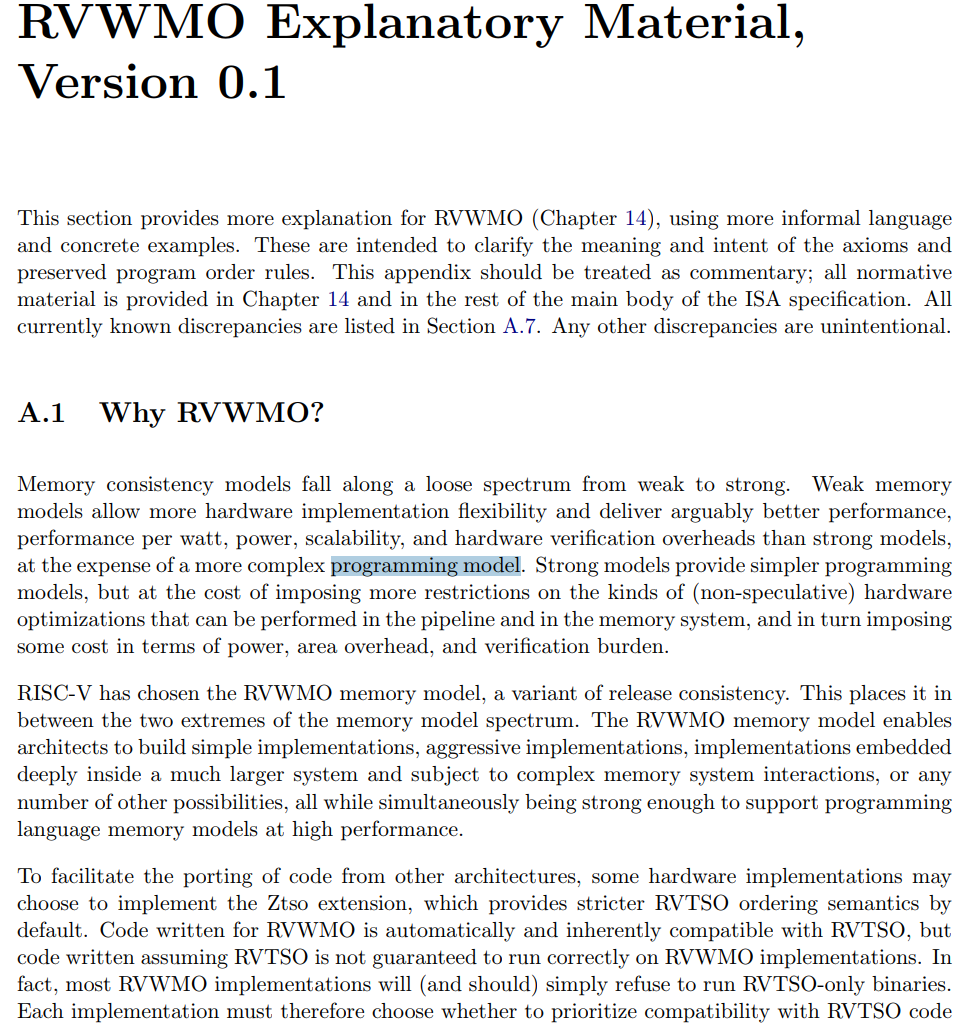 RVWMO Explanatory Material,
Version 0.1
This section provides more explanation for RVWMO (Chapter 14), using more informal language
and concrete examples. These are intended to clarify the meaning and intent of the axioms and
preserved program order rules. This appendix should be treated as commentary; all normative
material is provided in Chapter 14 and in the rest of the main body of the ISA specification. All
currently known discrepancies are listed in Section A.7. Any other discrepancies are unintentional.
A.1 Why RVWMO?
Memory consistency models fall along a loose spectrum from weak to strong. Weak memory
models allow more hardware implementation flexibility and deliver arguably better performance,
performance per watt, power, scalability, and hardware verification overheads than strong models,
at the expense of a more complex programming model. Strong models provide simpler programming
models, but at the cost of imposing more restrictions on the kinds of (non-speculative) hardware
optimizations that can be performed in the pipeline and in the memory system, and in turn imposing
some cost in terms of power, area overhead, and verification burden.
RISC-V has chosen the RVWMO memory model, a variant of release consistency. This places it in
between the two extremes of the memory model spectrum. The RVWMO memory model enables
architects to build simple implementations, aggressive implementations, implementations embedded
deeply inside a much larger system and subject to complex memory system interactions, or any
number of other possibilities, all while simultaneously being strong enough to support programming
language memory models at high performance.
To facilitate the porting of code from other architectures, some hardware implementations may
choose to implement the Ztso extension, which provides stricter RVTSO ordering semantics by
default. Code written for RVWMO is automatically and inherently compatible with RVTSO, but
code written assuming RVTSO is not guaranteed to run correctly on RVWMO implementations. In
fact, most RVWMO implementations will (and should) simply refuse to run RVTSO-only binaries.
Each implementation must therefore choose whether to prioritize compatibility with RVTSO code